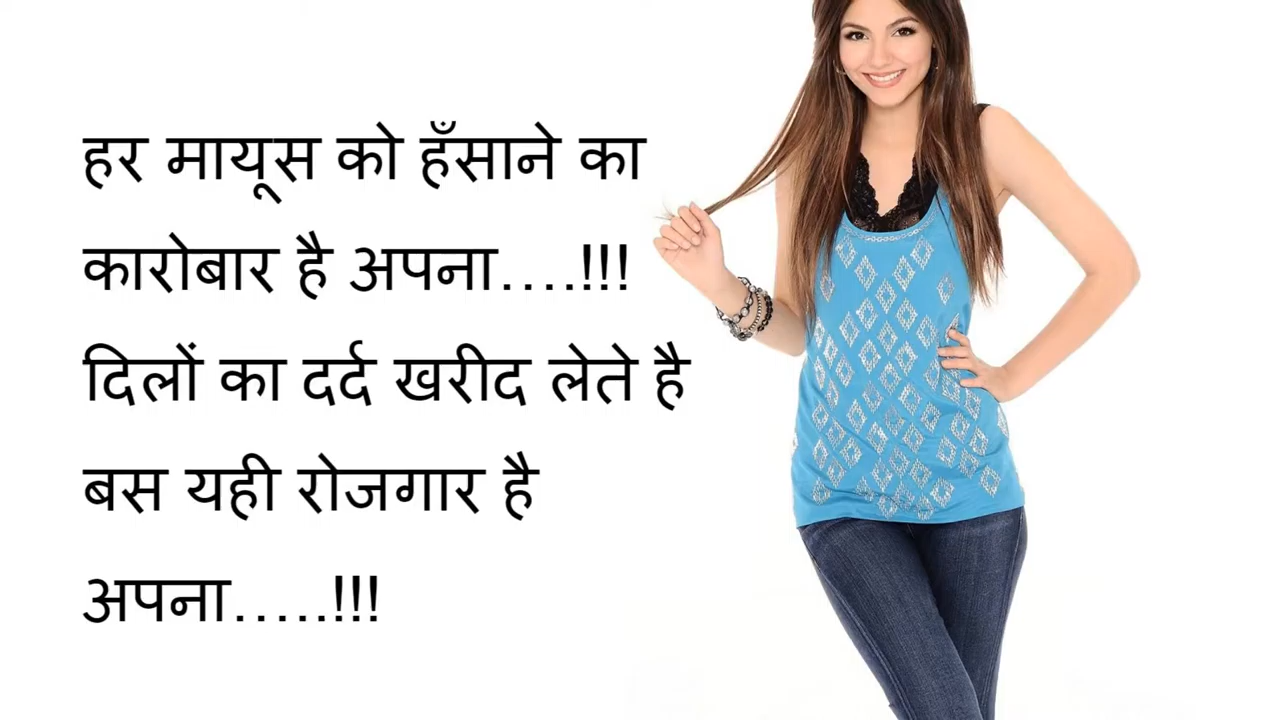 हर मायूस को हँसाने का
कारोबार है अपना….!!!
दिलों का दर्द खरीद लेते है
बस यही रोजगार है
अपना…..!!!